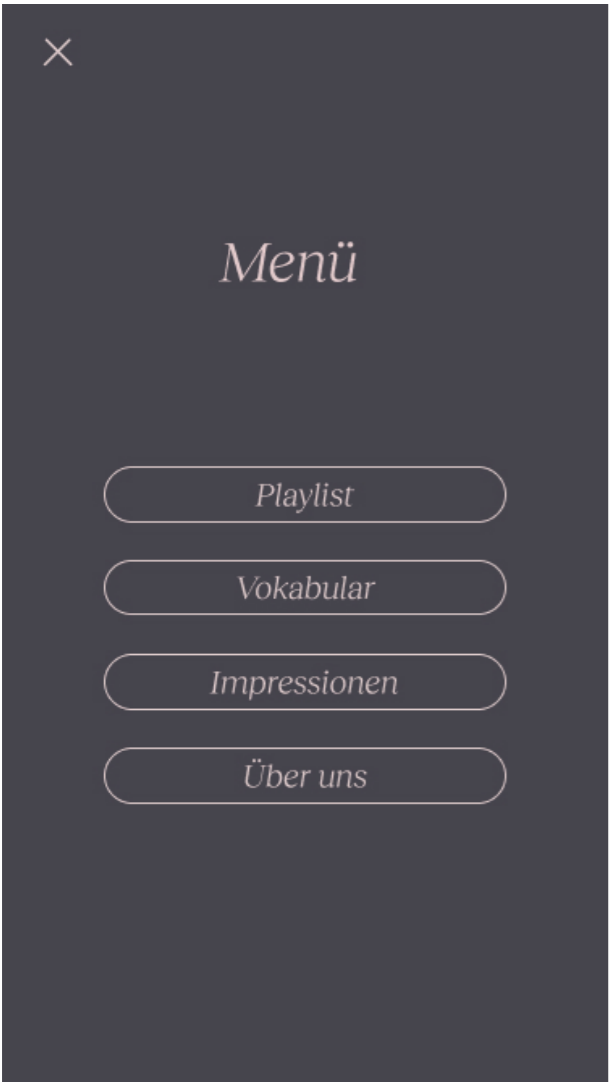 Menü
Playlist
Vokabular
Impressionen
Über uns